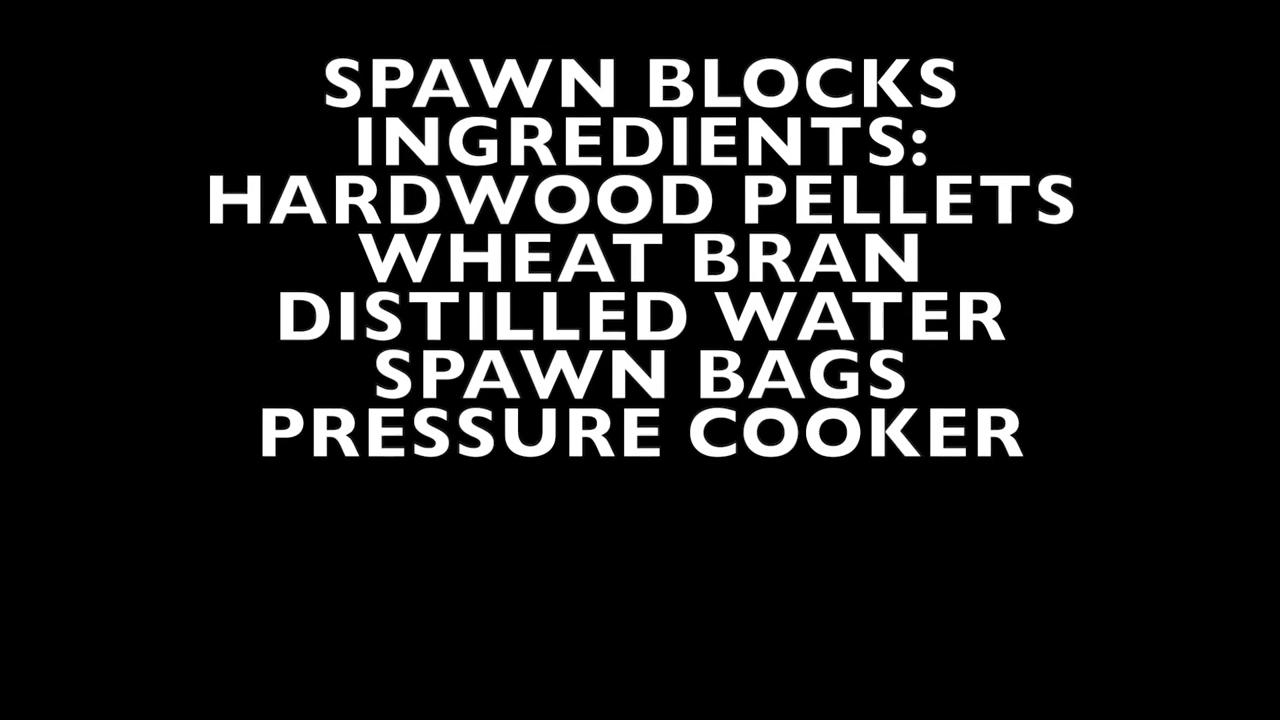 SPAWN BLOCKS
INGREDIENTS:
HARDWOOD PELLETS
WHEAT BRAN
DISTILLED WATER
SPAWN BAGS
PRESSURE COOKER